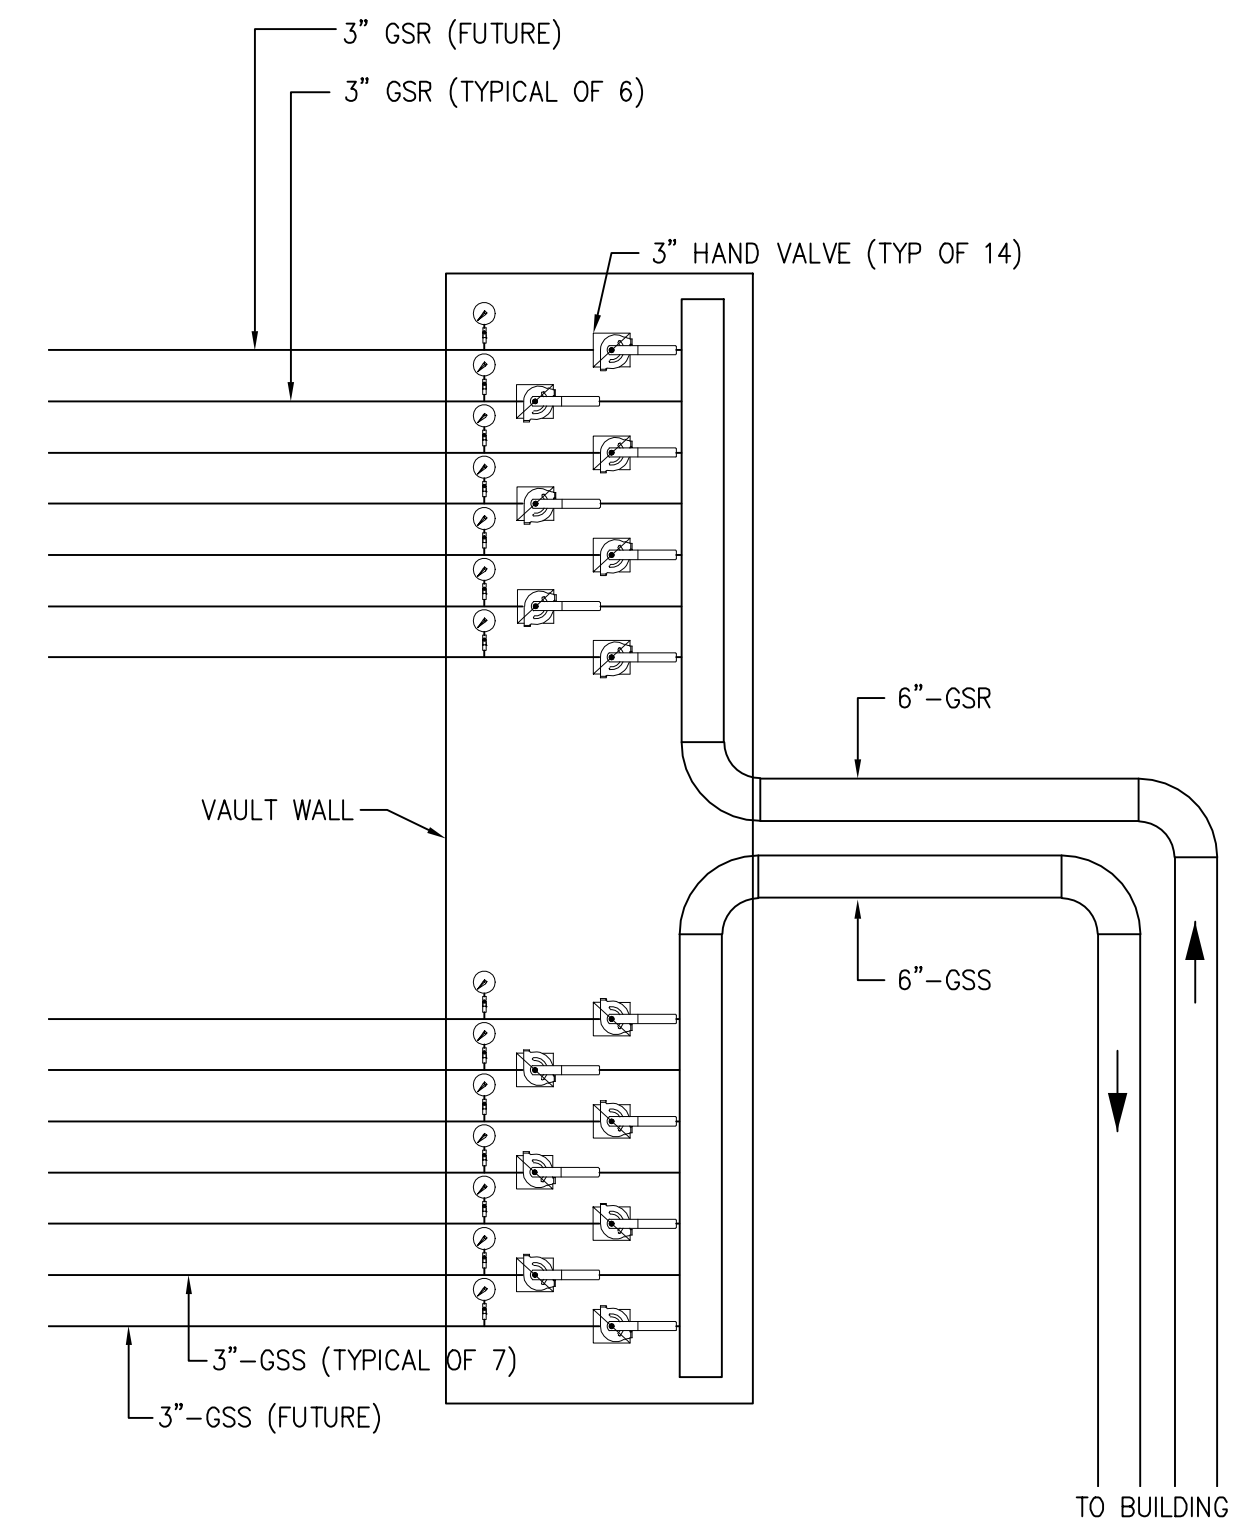 3" GSR (FUTURE)
3" GSR (TYPICAL OF 6)
3" HAND VALVE (TYP OF 14)
6"-GSR
VAULT WALL
6"-GSS
3"-GSS (TYPICAL OF 7)
3"-GSS (FUTURE)
TO BUILDING